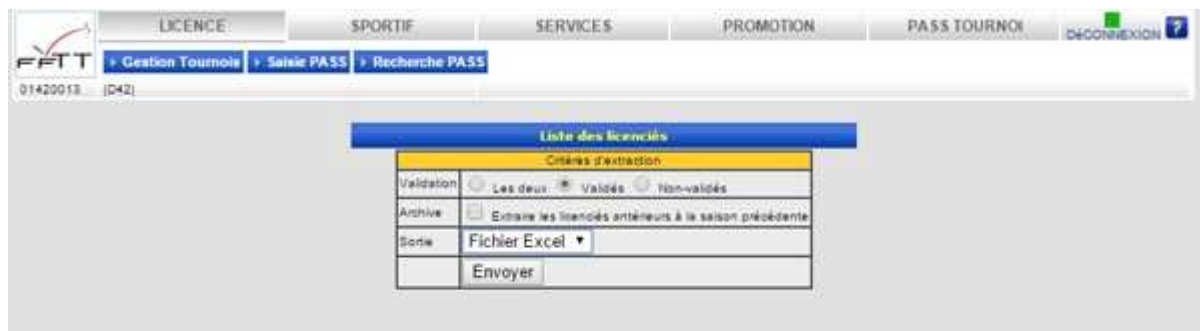 LICENCE SPORTIF SERVICES PROMOTION PASS TOURNOI DéCONNEXION ?
FFTT
Gestion Tournois Saisie PASS Recherche PASS
01420013 (D42)
Liste des licenciés
Critères d'extraction
Validation Les deux Validés Non-validés
Archive Extraire les licenciés antérieurs à la saison précédente
Sortie Fichier Excel
Envoyer